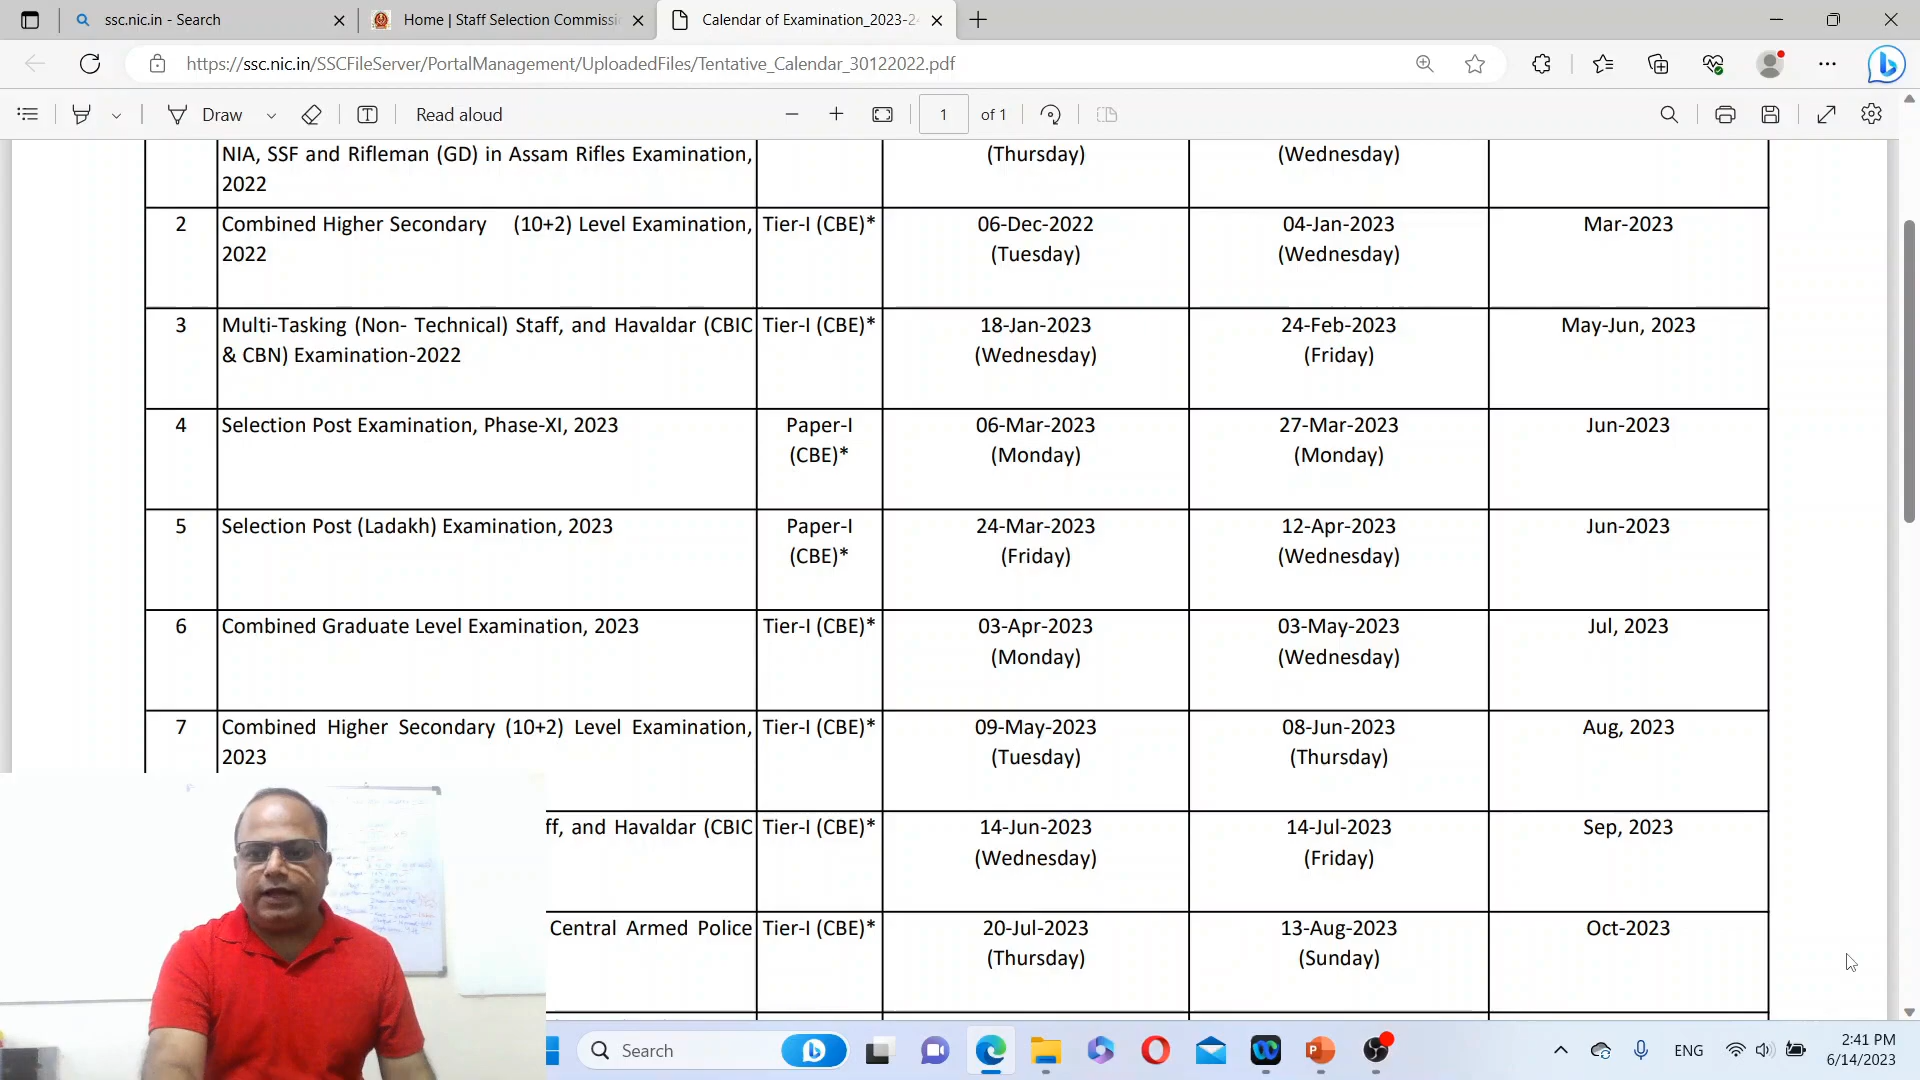 ssc.nic.in - Search
Home | Staff Selection Commissi
Calendar of Examination_2023-2
https://ssc.nic.in/SSCFileServer/PortalManagement/UploadedFiles/Tentative_Calendar_30122022.pdf
Draw
Read aloud
1 of 1
NIA, SSF and Rifleman (GD) in Assam Rifles Examination, (Thursday) (Wednesday)
2022
2 Combined Higher Secondary (10+2) Level Examination, Tier-I (CBE)* 06-Dec-2022 04-Jan-2023 Mar-2023
2022 (Tuesday) (Wednesday)
3 Multi-Tasking (Non- Technical) Staff, and Havaldar (CBIC Tier-I (CBE)* 18-Jan-2023 24-Feb-2023 May-Jun, 2023
& CBN) Examination-2022 (Wednesday) (Friday)
4 Selection Post Examination, Phase-XI, 2023 Paper-I 06-Mar-2023 27-Mar-2023 Jun-2023
(CBE)* (Monday) (Monday)
5 Selection Post (Ladakh) Examination, 2023 Paper-I 24-Mar-2023 12-Apr-2023 Jun-2023
(CBE)* (Friday) (Wednesday)
6 Combined Graduate Level Examination, 2023 Tier-I (CBE)* 03-Apr-2023 03-May-2023 Jul, 2023
(Monday) (Wednesday)
7 Combined Higher Secondary (10+2) Level Examination, Tier-I (CBE)* 09-May-2023 08-Jun-2023 Aug, 2023
2023 (Tuesday) (Thursday)
ff, and Havaldar (CBIC Tier-I (CBE)* 14-Jun-2023 14-Jul-2023 Sep, 2023
(Wednesday) (Friday)
Central Armed Police Tier-I (CBE)* 20-Jul-2023 13-Aug-2023 Oct-2023
(Thursday) (Sunday)
Search
ENG
2:41 PM
6/14/2023